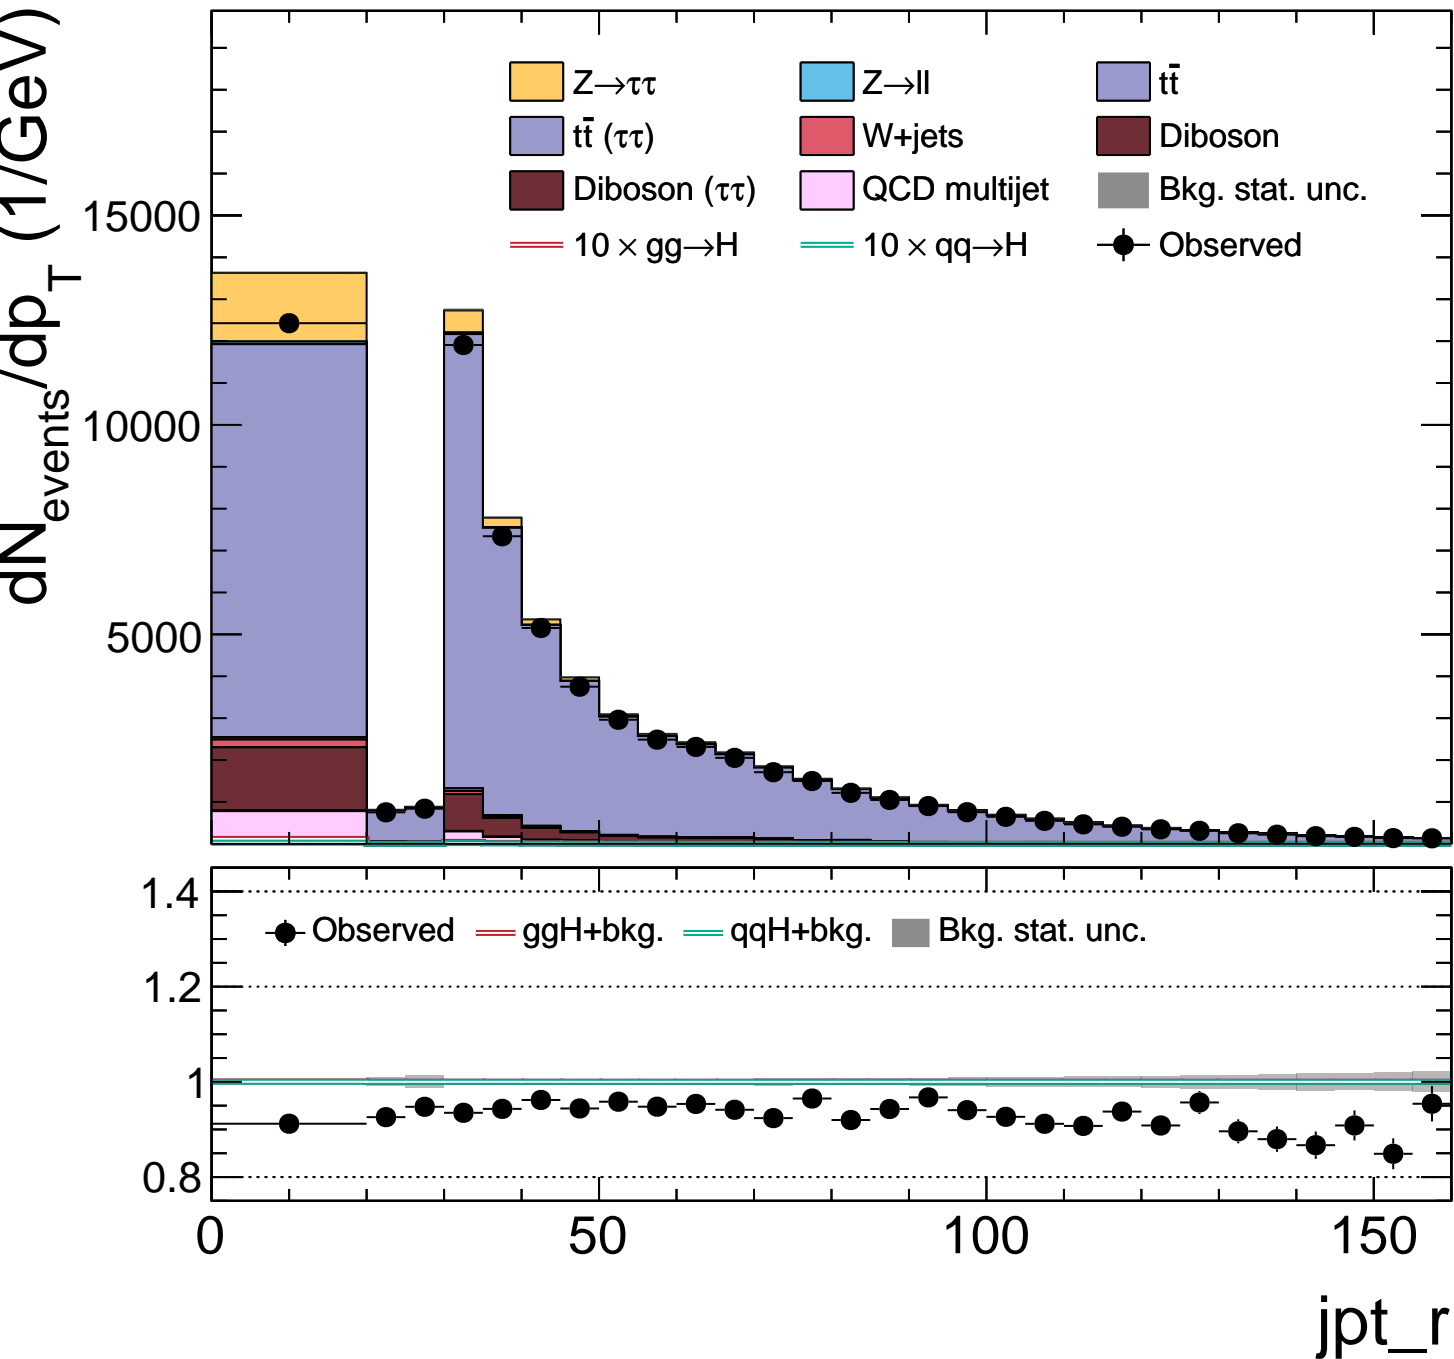 dN_events/dp_T (1/GeV)
Z→ττ Z→ll tt̄
tt̄ (ττ) W+jets Diboson
Diboson (ττ) QCD multijet Bkg. stat. unc.
10 × gg→H 10 × qq→H Observed
15000
10000
5000
1.4
Observed ggH+bkg. qqH+bkg. Bkg. stat. unc.
1.2
1
0.8
0 50 100 150
jpt_r